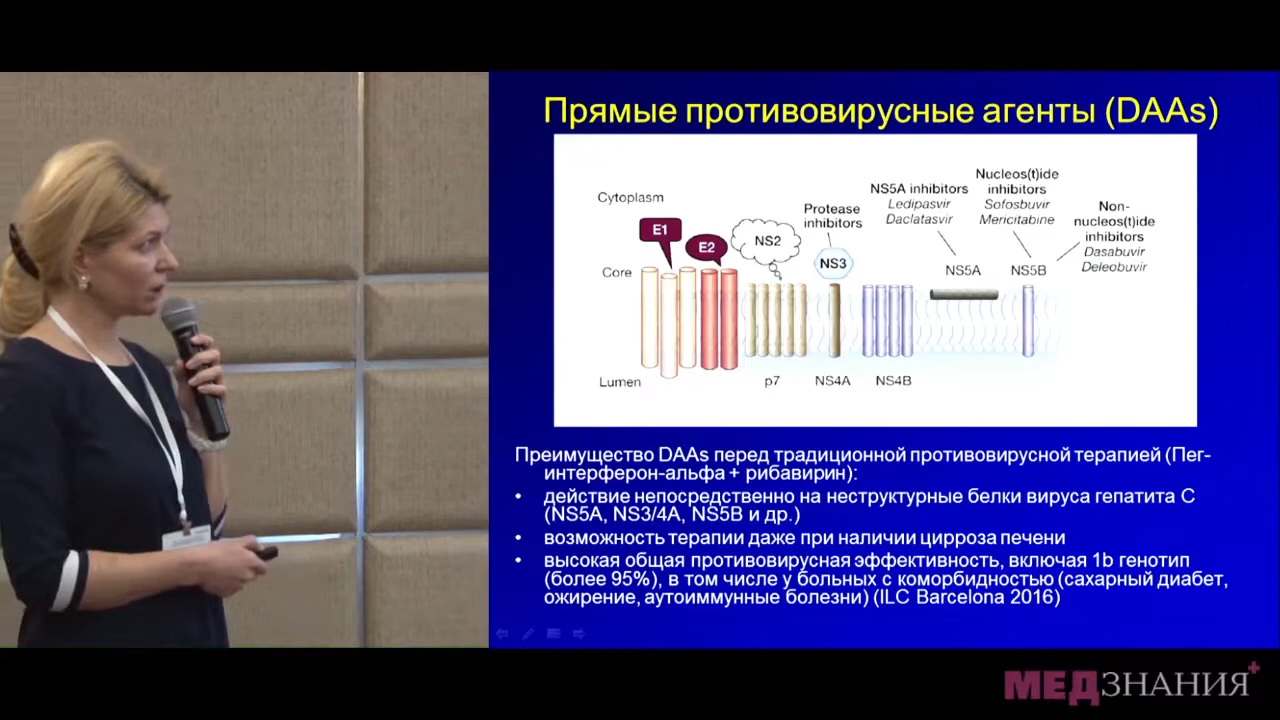 Прямые противовирусные агенты (DAAs)
Cytoplasm
Core
Lumen
E1
E2
NS2
p7
Protease
inhibitors
NS3
NS4A
NS4B
NS5A inhibitors
Ledipasvir
Daclatasvir
NS5A
Nucleos(t)ide
inhibitors
Sofosbuvir
Mericitabine
NS5B
Non-
nucleos(t)ide
inhibitors
Dasabuvir
Deleobuvir
Преимущество DAAs перед традиционной противовирусной терапией (Пег-
интерферон-альфа + рибавирин):
• действие непосредственно на неструктурные белки вируса гепатита С
(NS5A, NS3/4A, NS5B и др.)
• возможность терапии даже при наличии цирроза печени
• высокая общая противовирусная эффективность, включая 1b генотип
(более 95%), в том числе у больных с коморбидностью (сахарный диабет,
ожирение, аутоиммунные болезни) (ILC Barcelona 2016)
МЕДЗНАНИЯ+